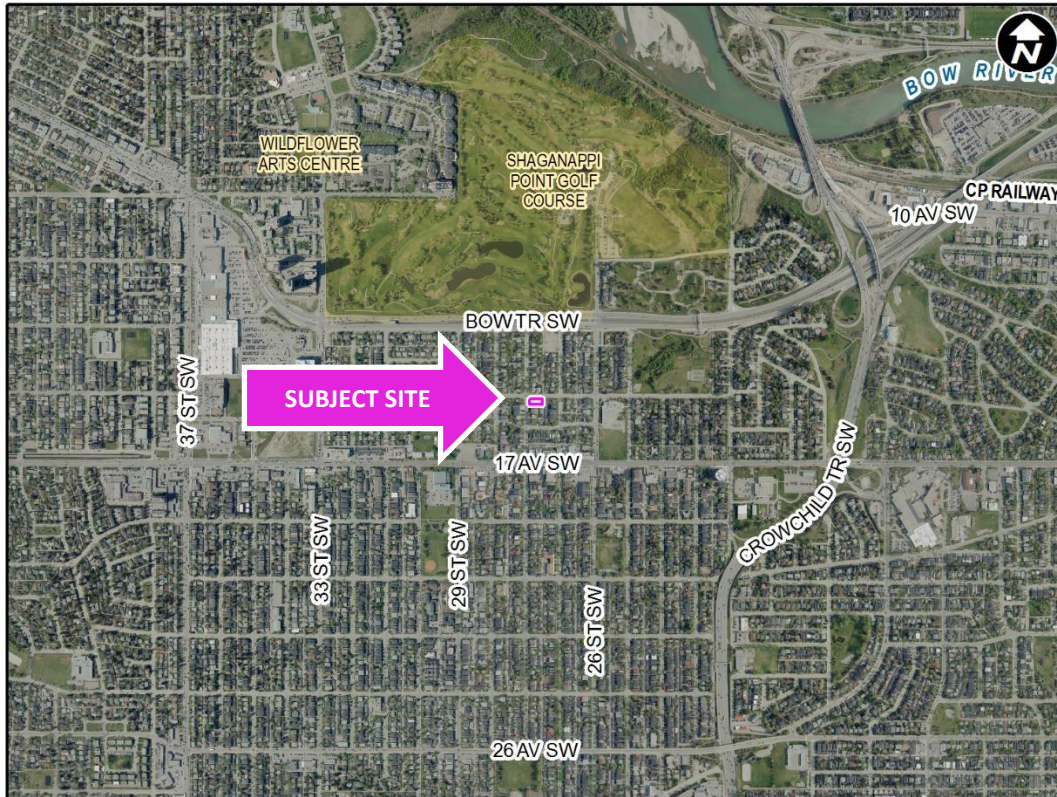 N
BOW RIVER
WILDFLOWER
ARTS CENTRE
SHAGANAPPI
POINT GOLF
COURSE
CP RAILWAY
10 AV SW
BOW TR SW
37 ST SW
SUBJECT SITE
17 AV SW
CROWCHILD TR SW
33 ST SW
29 ST SW
26 ST SW
26 AV SW